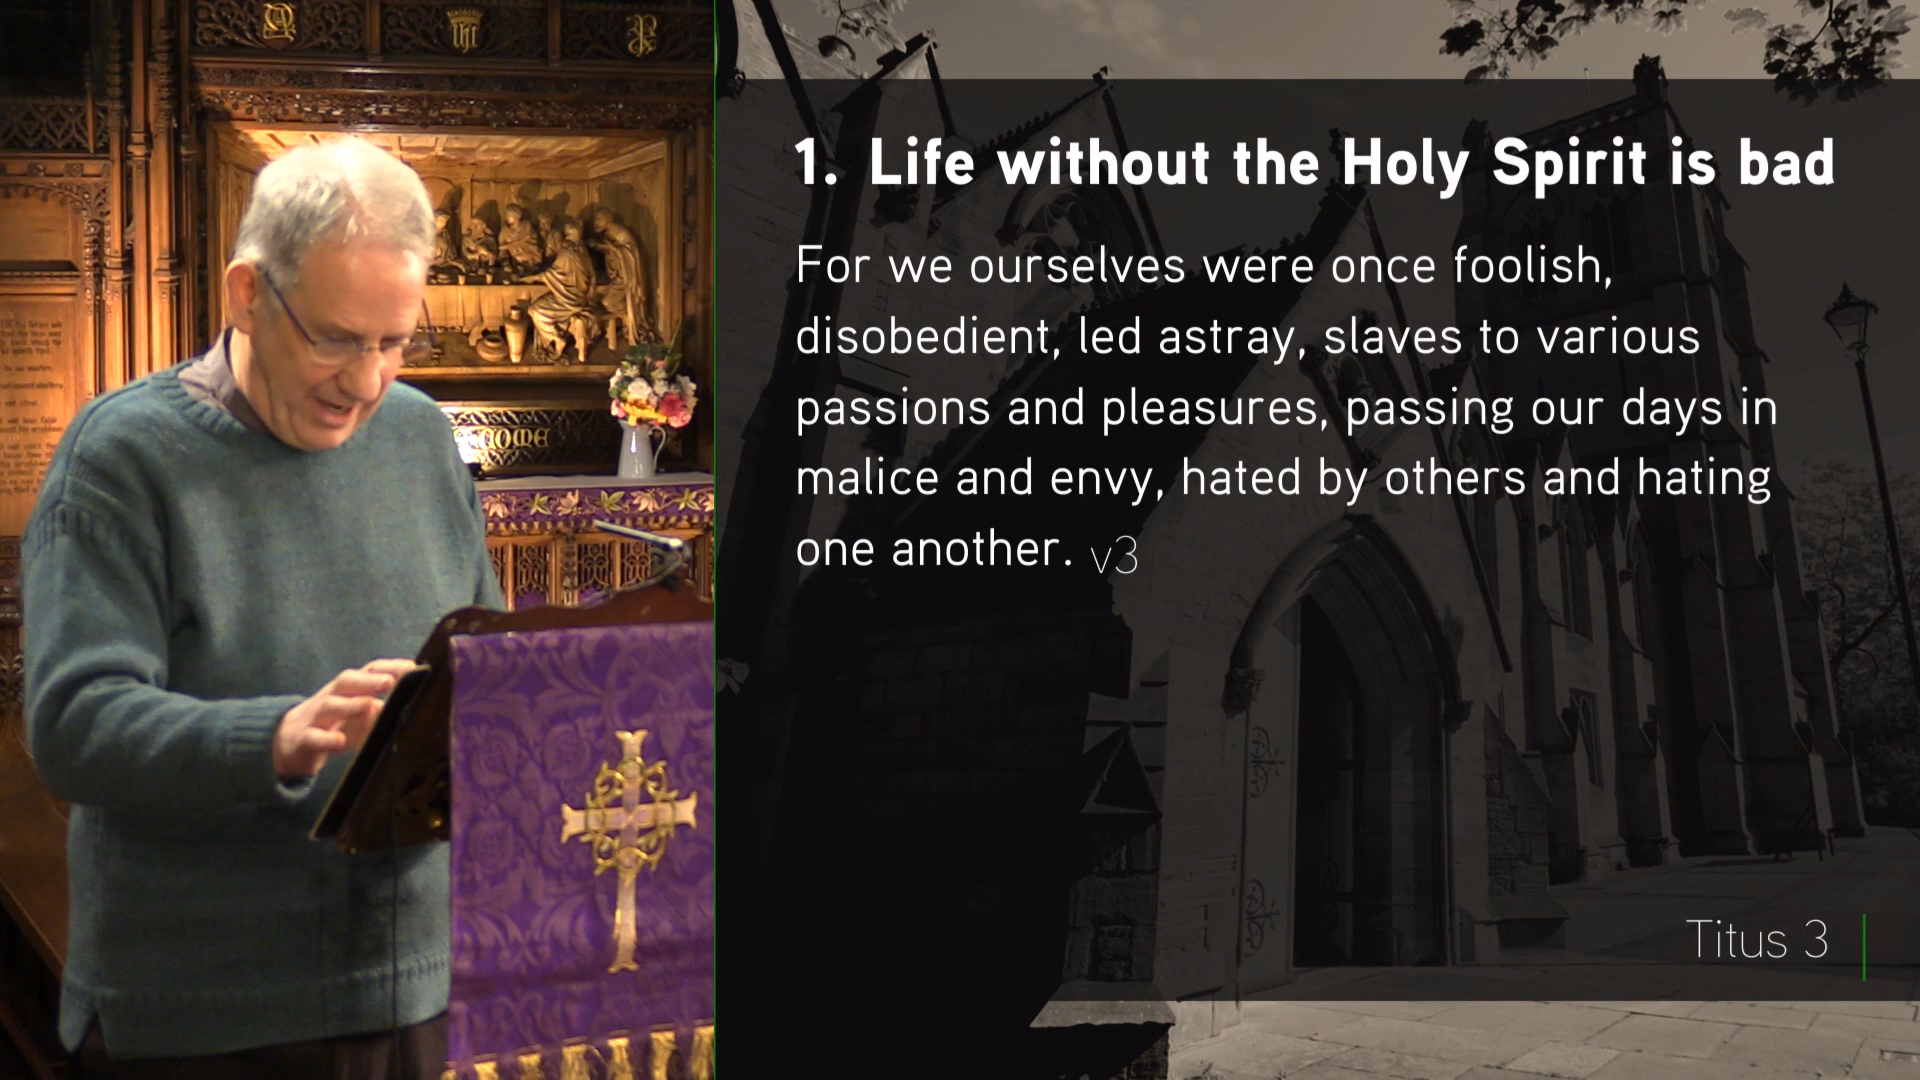 1. Life without the Holy Spirit is bad
For we ourselves were once foolish,
disobedient, led astray, slaves to various
passions and pleasures, passing our days in
malice and envy, hated by others and hating
one another. v3
Titus 3